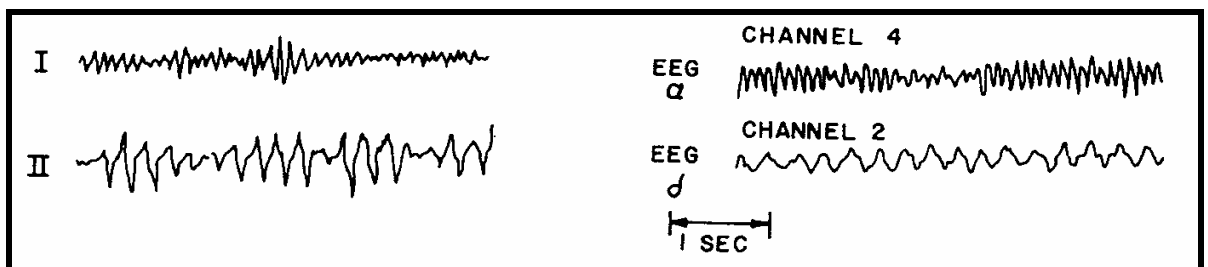 I
II
CHANNEL 4
EEG
α
CHANNEL 2
EEG
δ
1 SEC